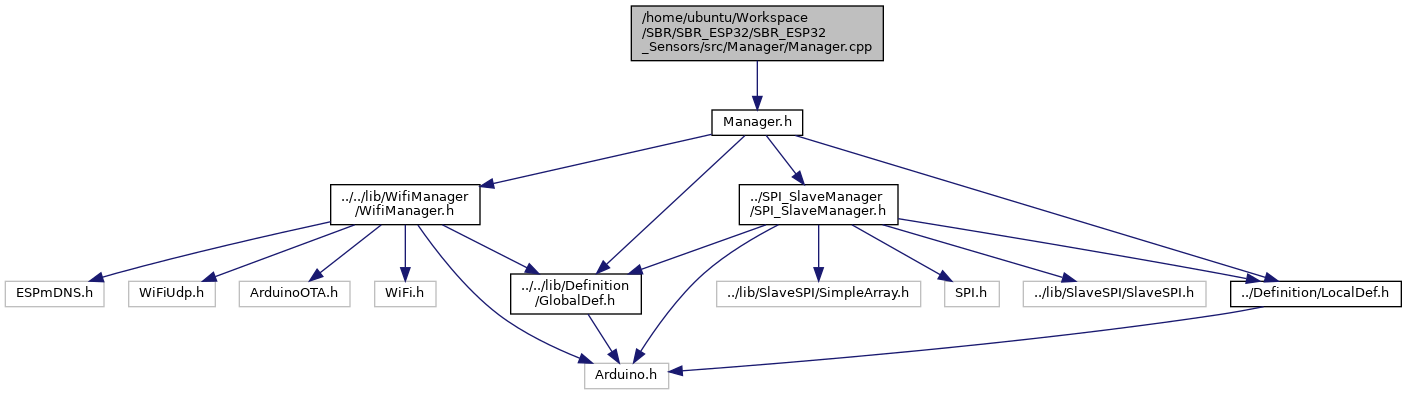 /home/ubuntu/Workspace
/SBR/SBR_ESP32/SBR_ESP32
_Sensors/src/Manager/Manager.cpp
Manager.h
../../lib/WifiManager
/WifiManager.h
../SPI_SlaveManager
/SPI_SlaveManager.h
ESPmDNS.h
WiFiUdp.h
ArduinoOTA.h
WiFi.h
../../lib/Definition
/GlobalDef.h
../lib/SlaveSPI/SimpleArray.h
SPI.h
../lib/SlaveSPI/SlaveSPI.h
../Definition/LocalDef.h
Arduino.h